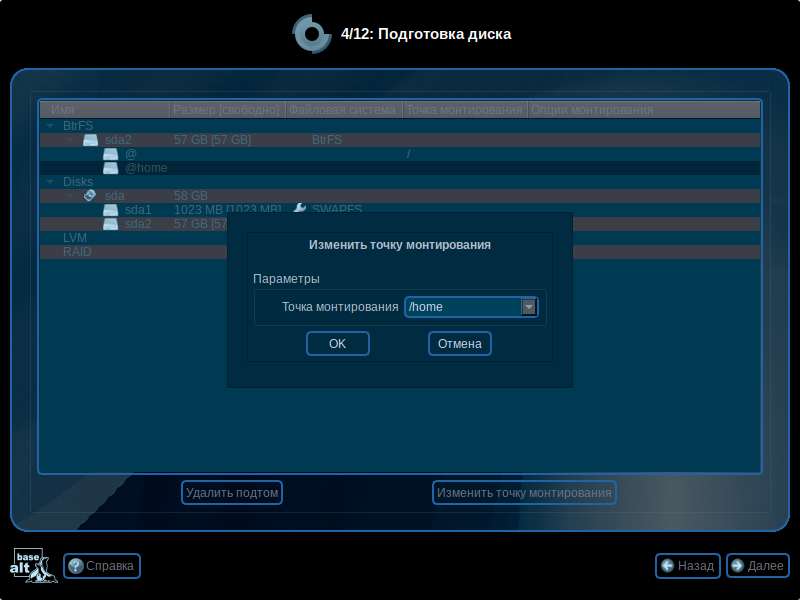 4/12: Подготовка диска
Имя Размер [свободно] Файловая система Точка монтирования Опции монтирования
BtrFS
sda2 57 GB [57 GB] BtrFS
@ /
@home
Disks
sda 58 GB
sda1 1023 MB [1023 MB] SWAPFS
sda2 57 GB [57
LVM
RAID
Изменить точку монтирования
Параметры
Точка монтирования /home
OK Отмена
Удалить подтом Изменить точку монтирования
base
alt Справка Назад Далее